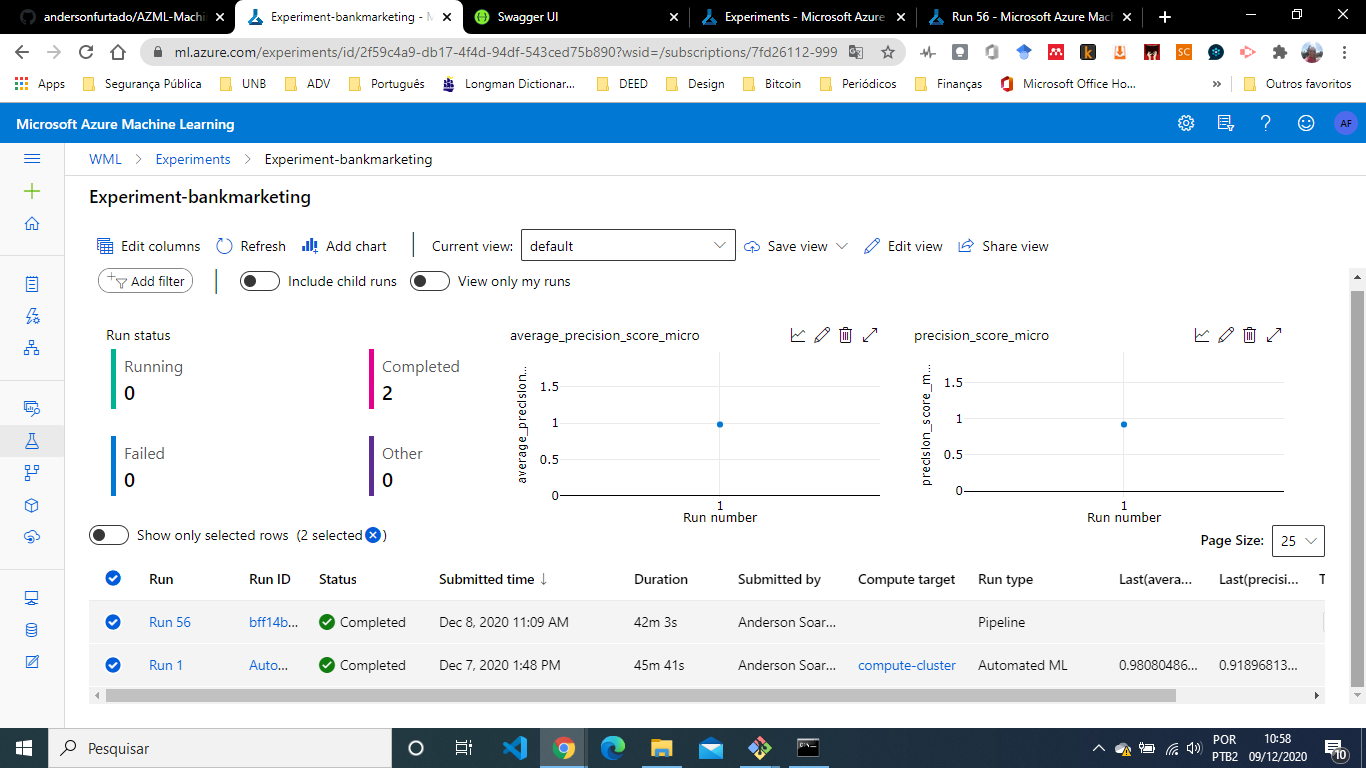 andersonfurtado/AZML-Machi
Experiment-bankmarketing - M
Swagger UI
Experiments - Microsoft Azure
Run 56 - Microsoft Azure Mac
ml.azure.com/experiments/id/2f59c4a9-db17-4f4d-94df-543ced75b890?wsid=/subscriptions/7fd26112-999
Apps
Segurança Pública
UNB
ADV
Português
Longman Dictionar...
DEED
Design
Bitcoin
Periódicos
Finanças
Microsoft Office Ho...
»
Outros favoritos
Microsoft Azure Machine Learning
AF
WML > Experiments > Experiment-bankmarketing
Experiment-bankmarketing
Edit columns
Refresh
Add chart
Current view:
default
Save view
Edit view
Share view
Add filter
Include child runs
View only my runs
Run status
Running
0
Completed
2
Failed
0
Other
0
average_precision_score_micro
average_precision...
1.5
1
0.5
0
1
Run number
precision_score_micro
precision_score_m...
1.5
1
0.5
0
1
Run number
Show only selected rows (2 selected )
Page Size: 25
Run Run ID Status Submitted time ↓ Duration Submitted by Compute target Run type Last(avera... Last(precisi... T
Run 56 bff14b... Completed Dec 8, 2020 11:09 AM 42m 3s Anderson Soar... Pipeline
Run 1 Auto... Completed Dec 7, 2020 1:48 PM 45m 41s Anderson Soar... compute-cluster Automated ML 0.98080486... 0.91896813...
Pesquisar
POR
PTB2
10:58
09/12/2020
10